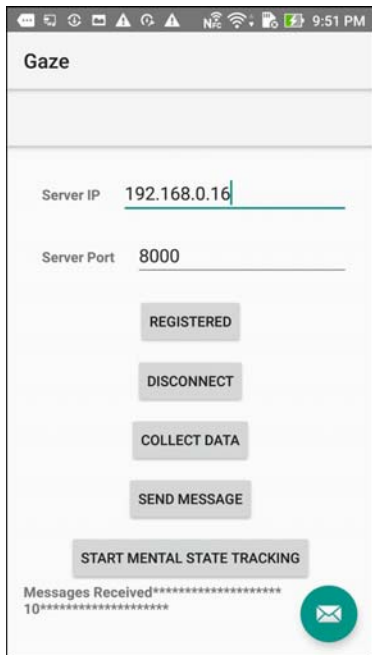 NFC 9:51 PM
Gaze
Server IP 192.168.0.16
Server Port 8000
REGISTERED
DISCONNECT
COLLECT DATA
SEND MESSAGE
START MENTAL STATE TRACKING
Messages Received********************
10********************